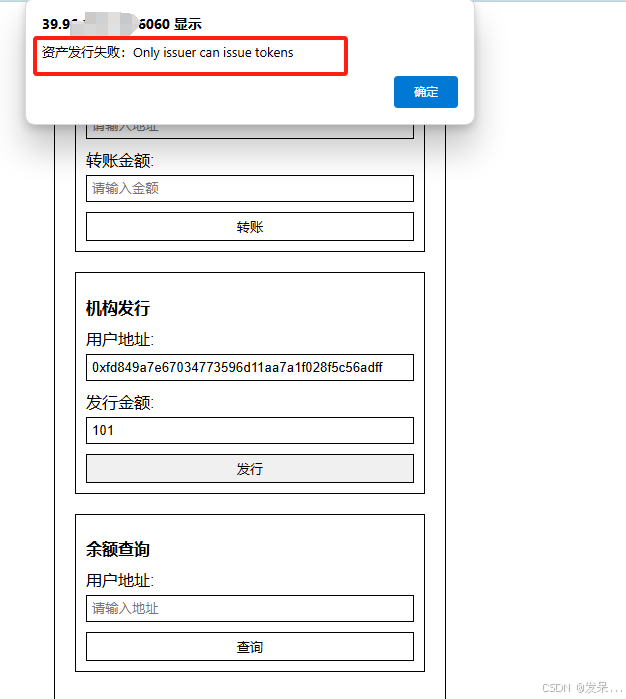 39.9 6060 显示
资产发行失败：Only issuer can issue tokens
确定
请输入地址
转账金额:
请输入金额
转账
机构发行
用户地址:
0xfd849a7e67034773596d11aa7a1f028f5c56adff
发行金额:
101
发行
余额查询
用户地址:
请输入地址
查询
CSDN @发呆...